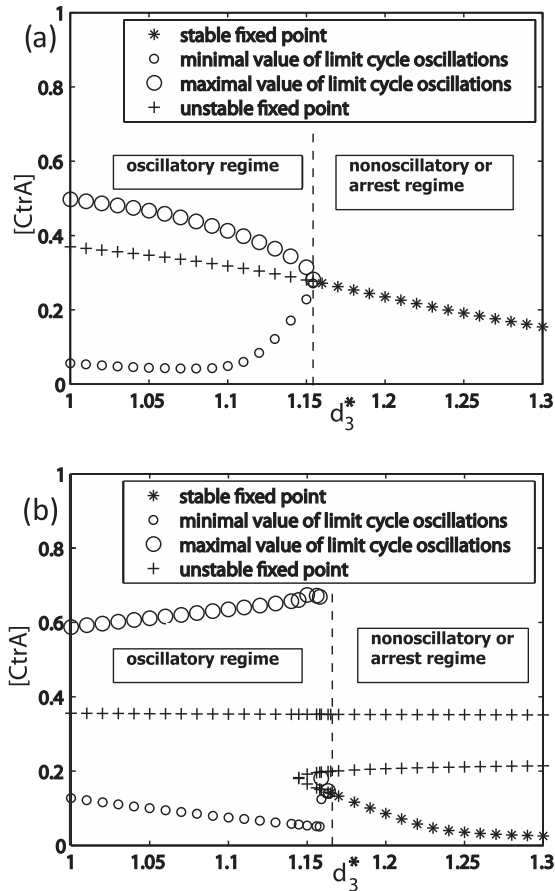 (a)
1
0.8
0.6
0.4
0.2
0
[CtrA]
stable fixed point
minimal value of limit cycle oscillations
maximal value of limit cycle oscillations
unstable fixed point
oscillatory regime
nonoscillatory or
arrest regime
1 1.05 1.1 1.15 1.2 1.25 1.3
d3*
(b)
1
0.8
0.6
0.4
0.2
0
[CtrA]
stable fixed point
minimal value of limit cycle oscillations
maximal value of limit cycle oscillations
unstable fixed point
oscillatory regime
nonoscillatory or
arrest regime
1 1.05 1.1 1.15 1.2 1.25 1.3
d3*